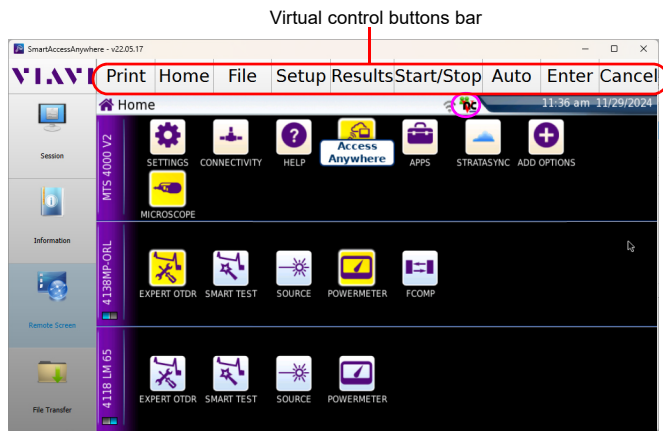 Virtual control buttons bar
SmartAccessAnywhere - v22.05.17
VIAVI
Print Home File Setup Results Start/Stop Auto Enter Cancel
Home
11:36 am 11/29/2024
Session
Information
Remote Screen
File Transfer
MTS 4000 V2
SETTINGS CONNECTIVITY HELP Access Anywhere APPS STRATASYNC ADD OPTIONS
MICROSCOPE
4138MP-ORL
EXPERT OTDR SMART TEST SOURCE POWERMETER FCOMP
4118 LM 65
EXPERT OTDR SMART TEST SOURCE POWERMETER